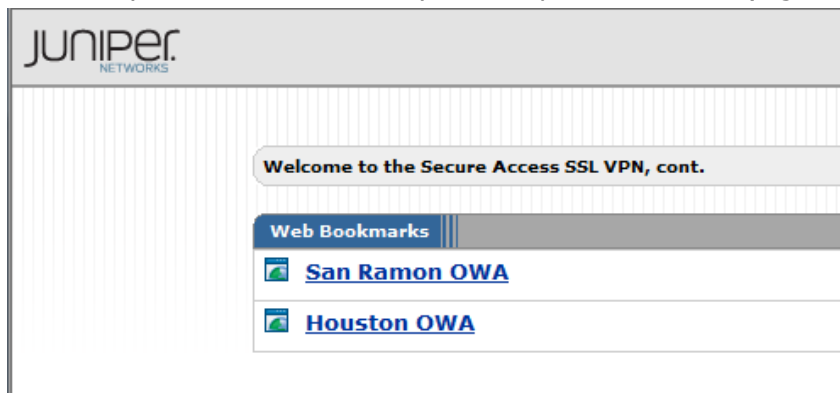 JUNIPER
NETWORKS
Welcome to the Secure Access SSL VPN, cont.
Web Bookmarks
San Ramon OWA
Houston OWA